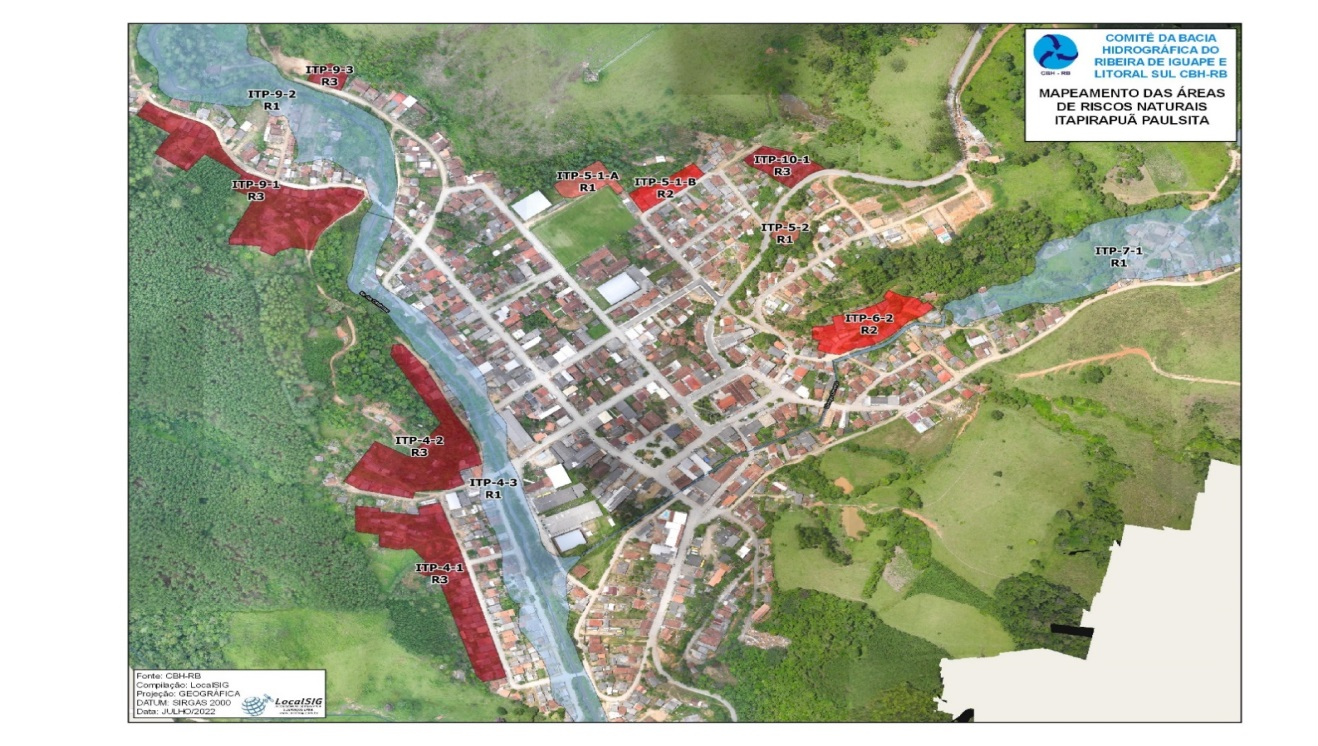 COMITÊ DA BACIA
HIDROGRÁFICA DO
RIBEIRA DE IGUAPE E
LITORAL SUL CBH-RB
CBH - RB
MAPEAMENTO DAS ÁREAS
DE RISCOS NATURAIS
ITAPIRAPUÃ PAULSITA
ITP-9-3
R3
ITP-9-2
R1
ITP-9-1
R3
ITP-5-1-A
R1
ITP-5-1-B
R2
ITP-10-1
R3
ITP-5-2
R1
ITP-7-1
R1
ITP-6-2
R2
ITP-4-2
R3
ITP-4-3
R1
ITP-4-1
R3
Fonte: CBH-RB
Compilação: LocalSIG
Projeção: GEOGRÁFICA
DATUM: SIRGAS 2000
Data: JULHO/2022
LocalSIG